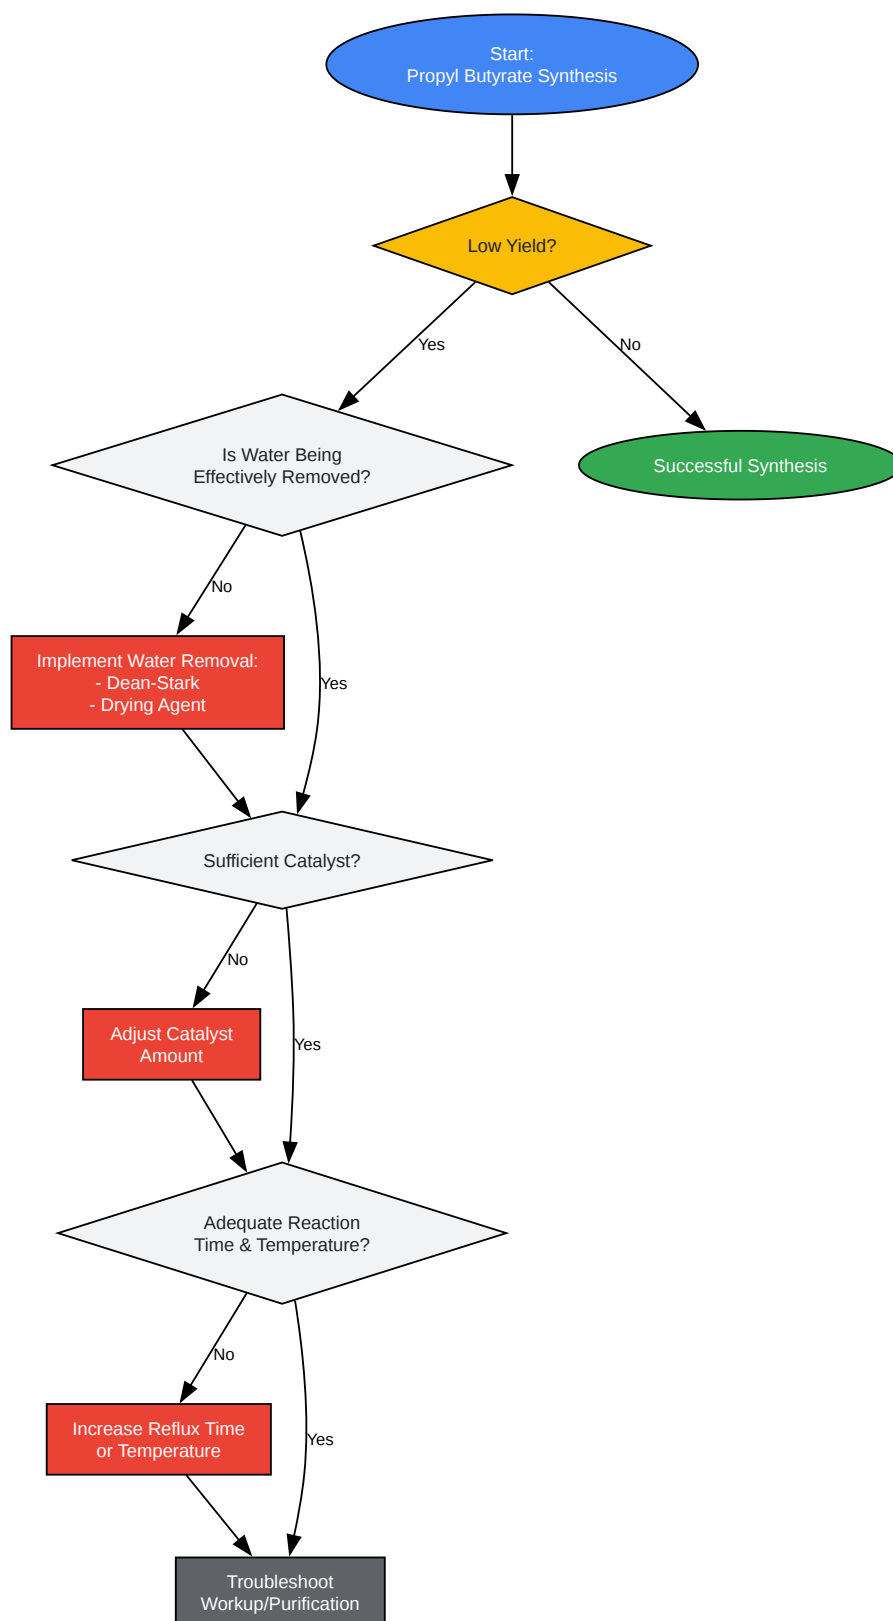 Start:
Propyl Butyrate Synthesis
Low Yield?
Yes
No
Is Water Being
Effectively Removed?
Successful Synthesis
No
Implement Water Removal:
- Dean-Stark
- Drying Agent
Yes
Sufficient Catalyst?
No
Adjust Catalyst
Amount
Yes
Adequate Reaction
Time & Temperature?
No
Increase Reflux Time
or Temperature
Yes
Troubleshoot
Workup/Purification